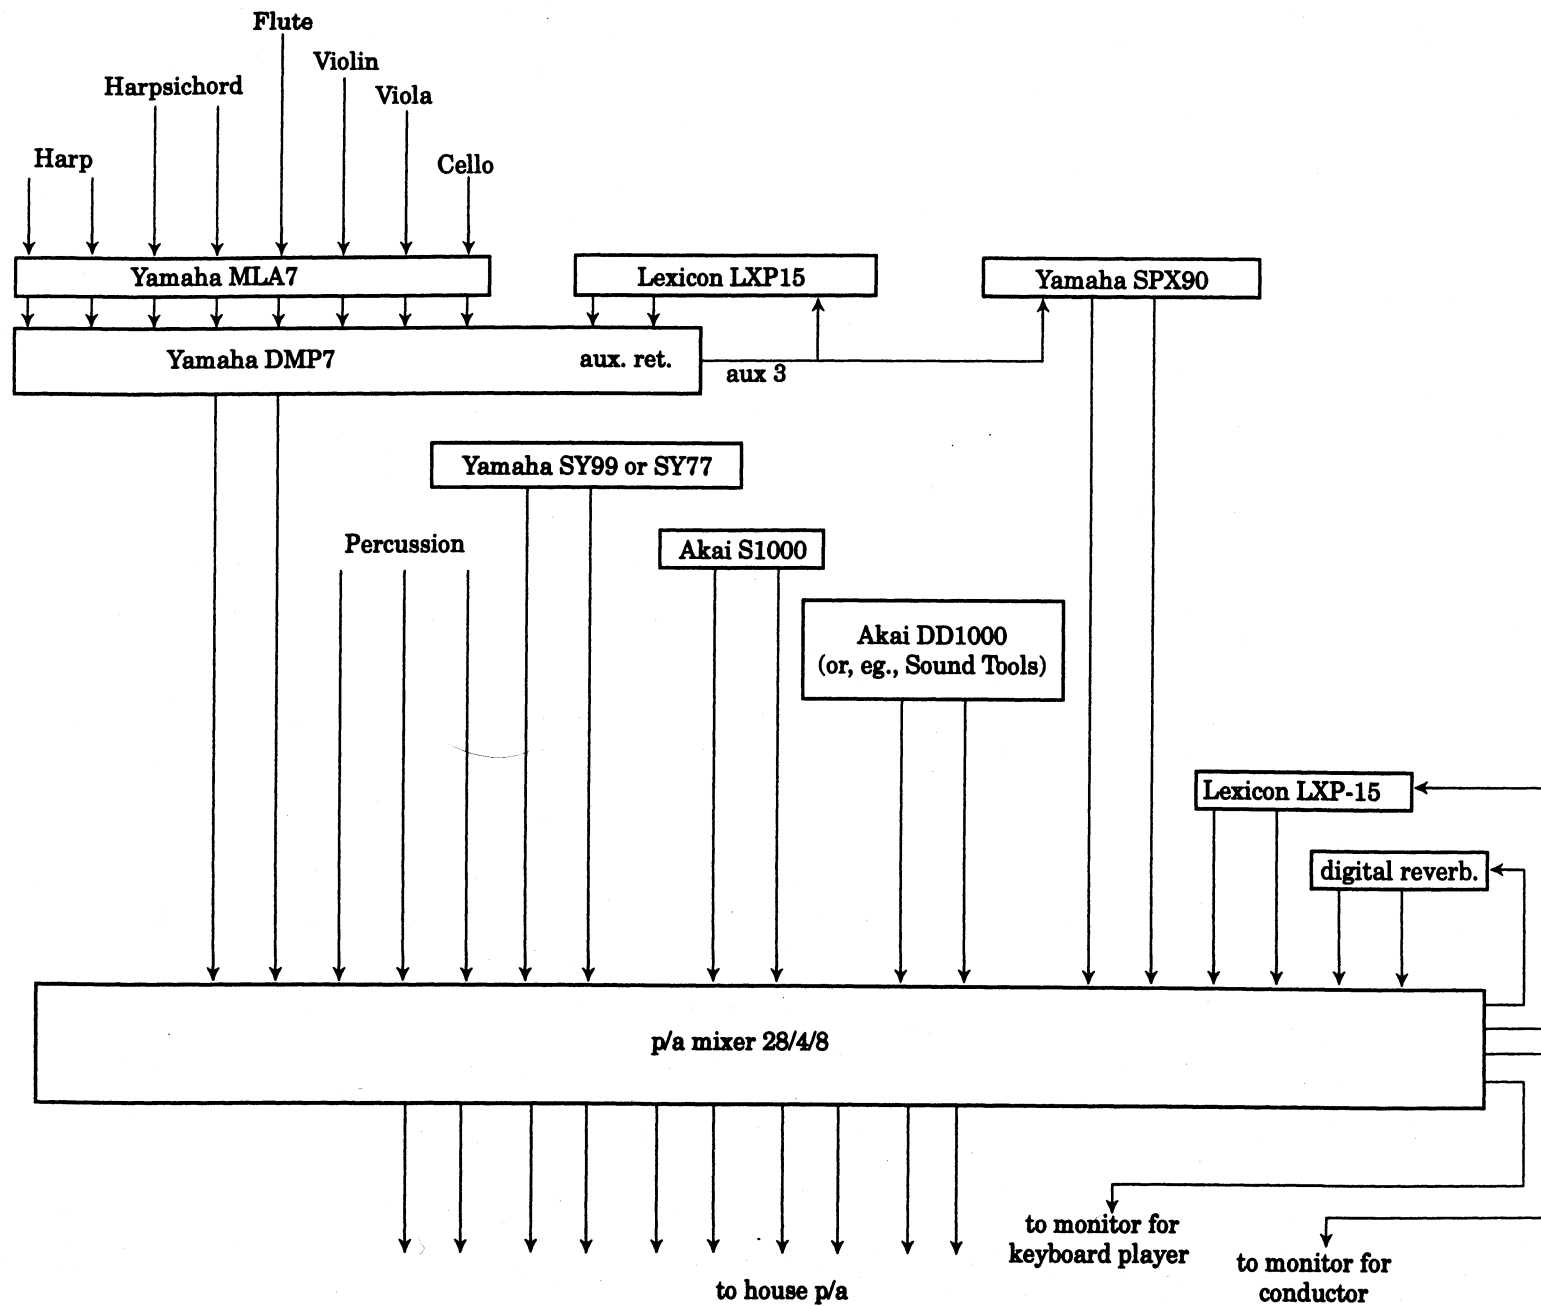 Flute
Violin
Harpsichord
Viola
Harp
Cello
Yamaha MLA7
Lexicon LXP15
Yamaha SPX90
Yamaha DMP7
aux. ret.
aux 3
Yamaha SY99 or SY77
Percussion
Akai S1000
Akai DD1000
(or, eg., Sound Tools)
Lexicon LXP-15
digital reverb.
p/a mixer 28/4/8
to monitor for
keyboard player
to monitor for
conductor
to house p/a